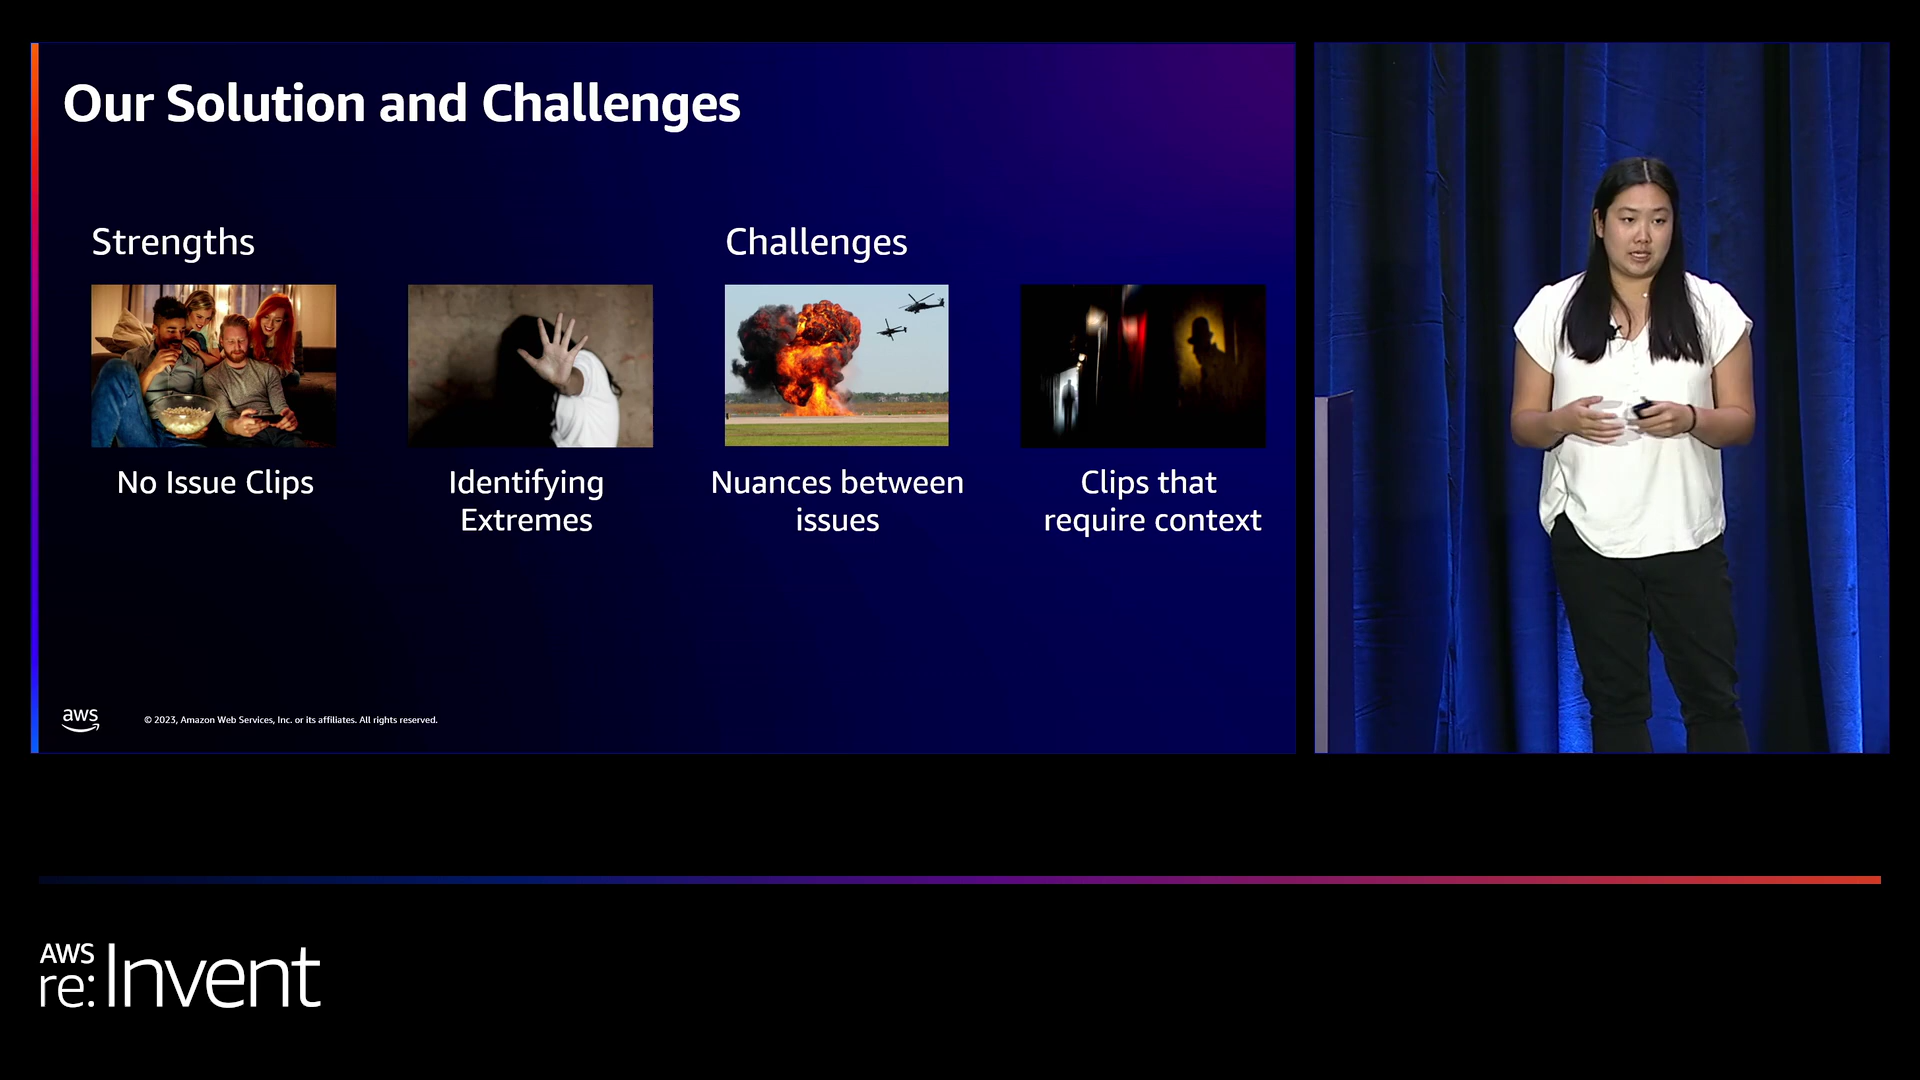 Our Solution and Challenges
Strengths
Challenges
No Issue Clips
Identifying
Extremes
Nuances between
issues
Clips that
require context
aws
© 2023, Amazon Web Services, Inc. or its affiliates. All rights reserved.
AWS
re:Invent